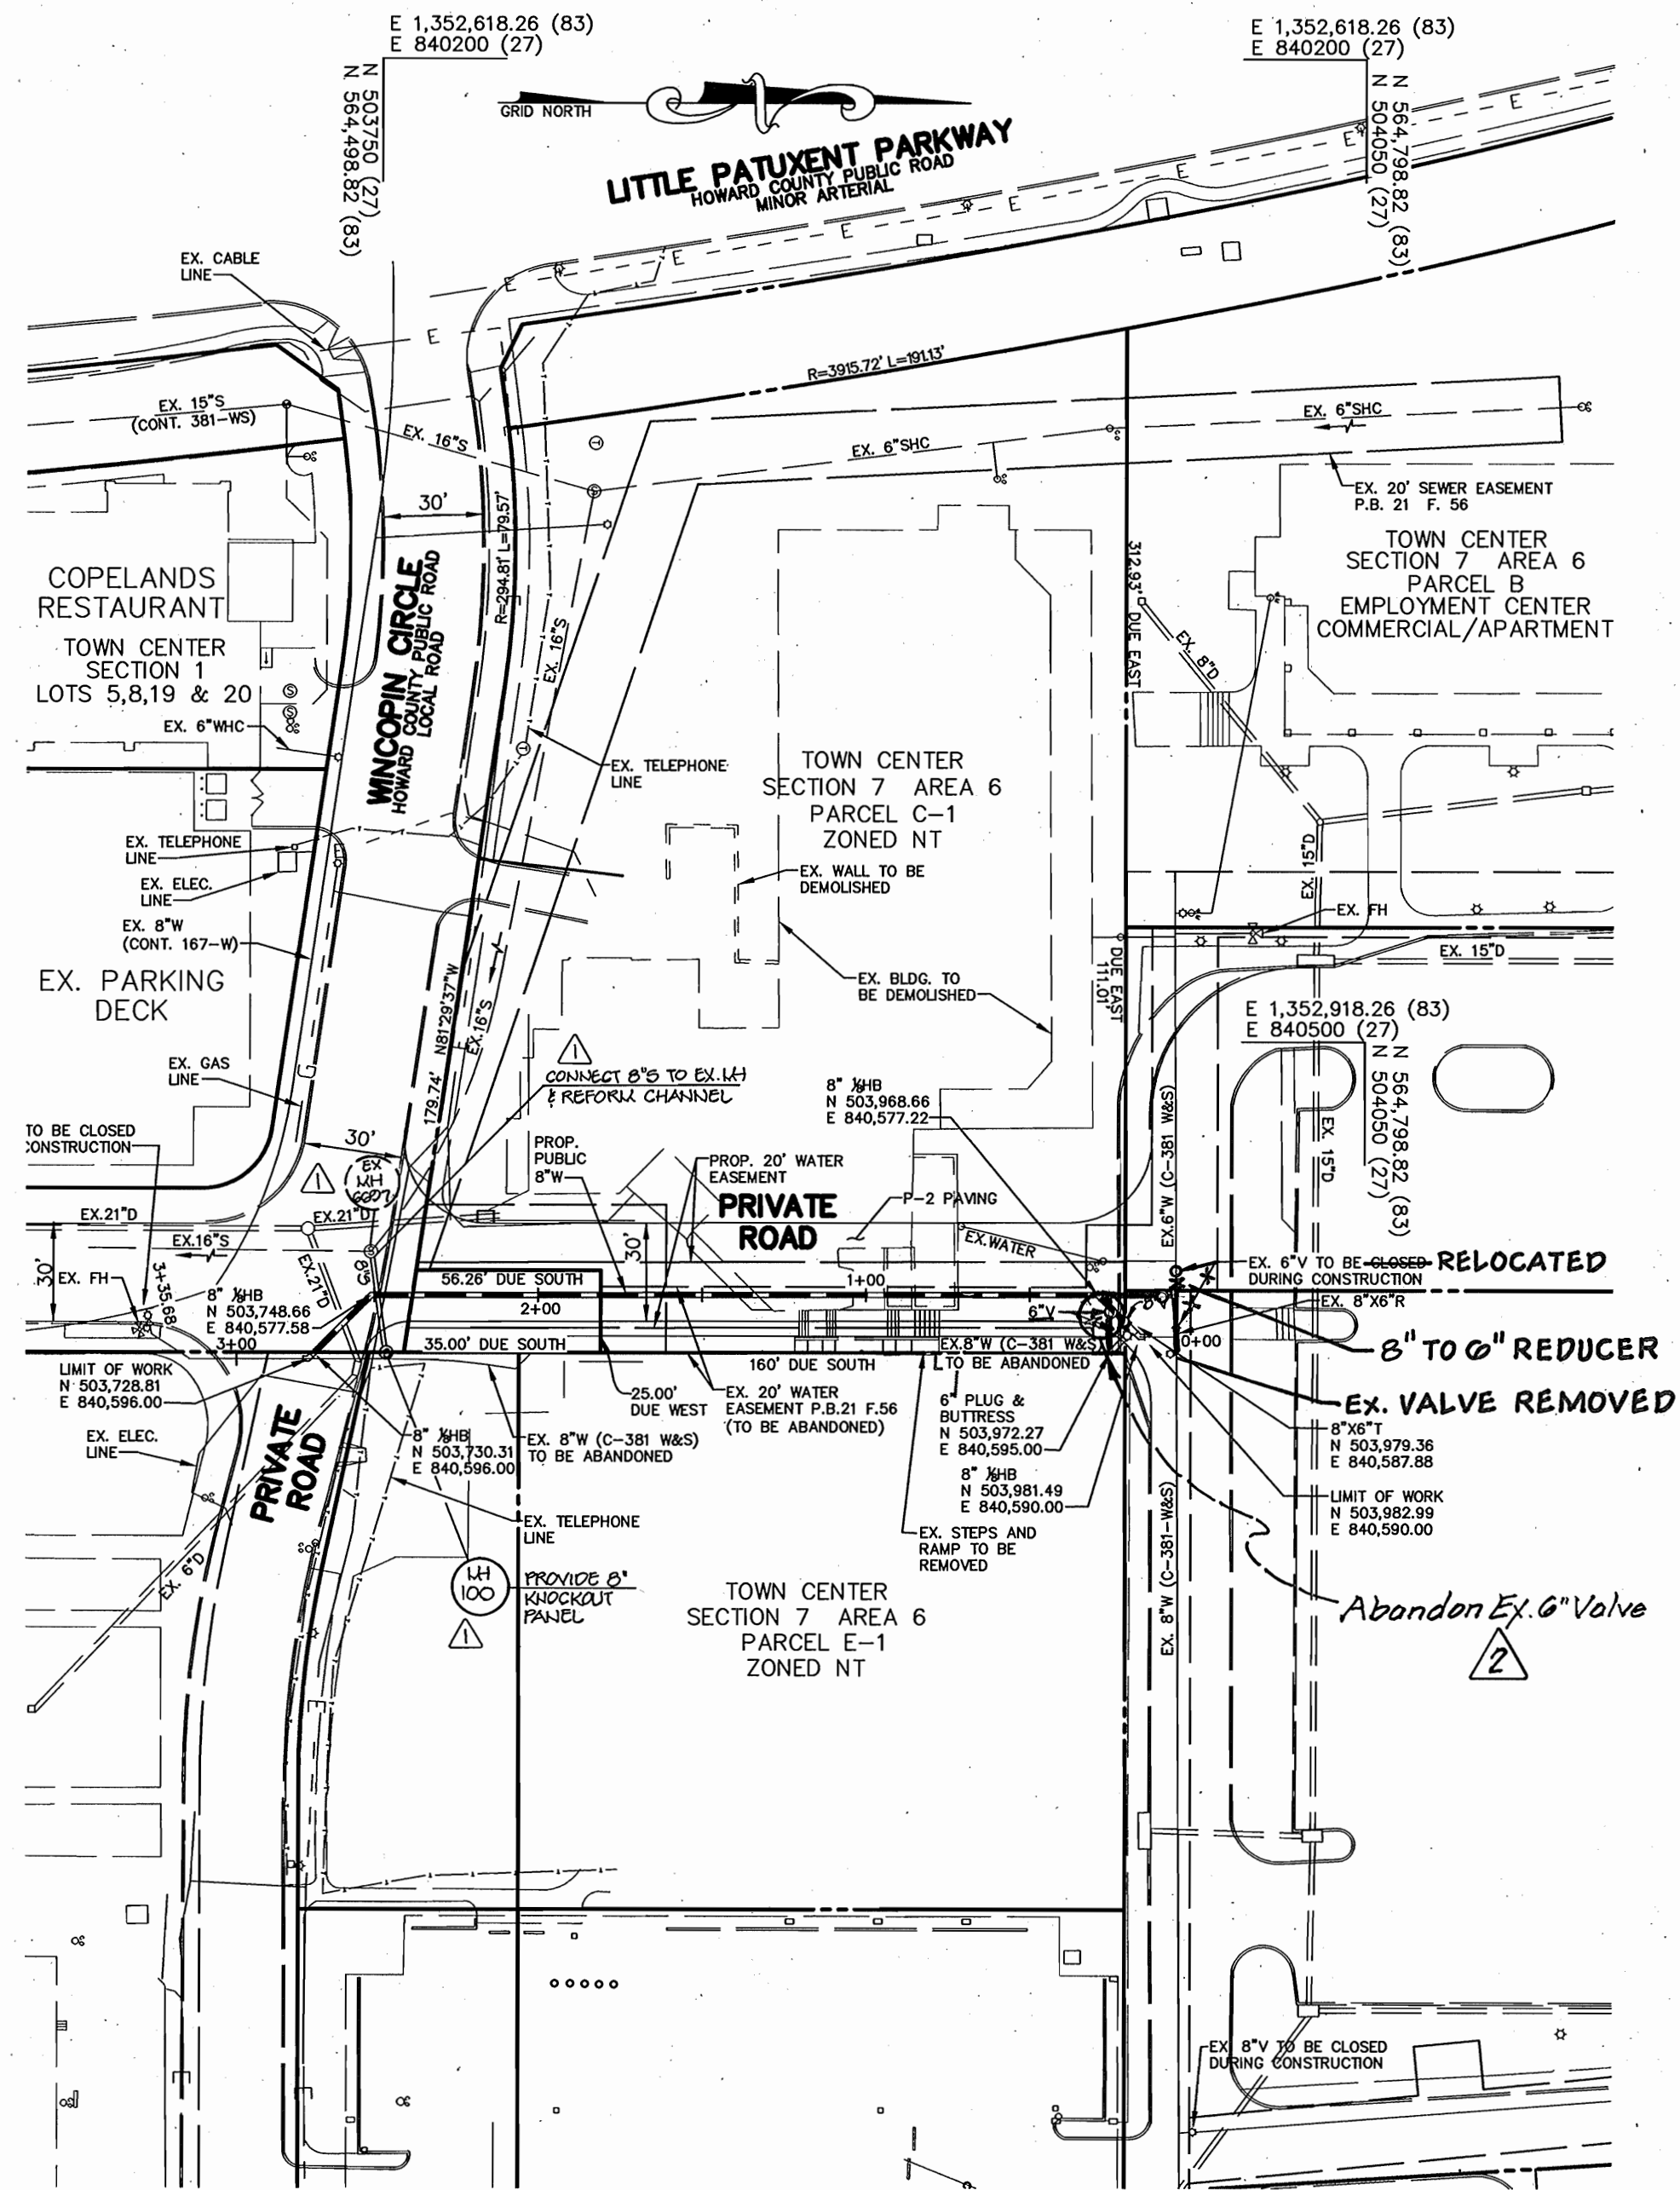 E 1,352,618.26 (83)
E 840200 (27)
N 503750 (27)
N 564,498.82 (83)
GRID NORTH
E 1,352,618.26 (83)
E 840200 (27)
N 564,798.82 (83)
N 504050 (27)
LITTLE PATUXENT PARKWAY
HOWARD COUNTY PUBLIC ROAD
MINOR ARTERIAL
E
E
E
E
E
E
E
E
EX. CABLE
LINE
R=3915.72' L=191.13'
EX. 15"S
(CONT. 381-WS)
EX. 16"S
EX. 6"SHC
EX. 6"SHC
EX. 20' SEWER EASEMENT
P.B. 21 F. 56
30'
R=294.81' L=79.57'
WINCOPIN CIRCLE
HOWARD COUNTY PUBLIC ROAD
LOCAL ROAD
COPELANDS
RESTAURANT
TOWN CENTER
SECTION 1
LOTS 5,8,19 & 20
EX. 6"WHC
EX. 16"S
312.93' DUE EAST
EX. 8"D
TOWN CENTER
SECTION 7 AREA 6
PARCEL B
EMPLOYMENT CENTER
COMMERCIAL/APARTMENT
EX. TELEPHONE
LINE
TOWN CENTER
SECTION 7 AREA 6
PARCEL C-1
ZONED NT
EX. TELEPHONE
LINE
EX. ELEC.
LINE
EX. 8"W
(CONT. 167-W)
EX. PARKING
DECK
EX. WALL TO BE
DEMOLISHED
EX. BLDG. TO
BE DEMOLISHED
EX. 15"D
EX. FH
EX. 15"D
DUE EAST
111.01'
E 1,352,918.26 (83)
E 840500 (27)
N 564,798.82 (83)
N 504050 (27)
N81°29'37"W
179.74'
EX.16"S
EX. GAS
LINE
G
1
CONNECT 8"S TO EX.MH
& REFORM CHANNEL
8" ⅛HB
N 503,968.66
E 840,577.22
EX.6"W (C-381 W&S)
EX. 15"D
TO BE CLOSED
CONSTRUCTION
30'
1
EX
MH
6697
PROP.
PUBLIC
8"W
PROP. 20' WATER
EASEMENT
PRIVATE
ROAD
P-2 PAVING
EX.WATER
EX.21"D
EX.21"D
EX.16"S
30'
EX. FH
3+35.68
EX.21"D
8"S
30'
EX. 6"V TO BE CLOSED RELOCATED
DURING CONSTRUCTION
56.26' DUE SOUTH
1+00
2+00
8" ⅛HB
N 503,748.66
E 840,577.58
3+00
6"V
EX. 8"X6"R
0+00
35.00' DUE SOUTH
160' DUE SOUTH
EX.8"W (C-381 W&S)
TO BE ABANDONED
8" TO 6" REDUCER
EX. VALVE REMOVED
LIMIT OF WORK
N 503,728.81
E 840,596.00
25.00'
DUE WEST
EX. 20' WATER
EASEMENT P.B.21 F.56
(TO BE ABANDONED)
6" PLUG &
BUTTRESS
N 503,972.27
E 840,595.00
8"X6"T
N 503,979.36
E 840,587.88
EX. ELEC.
LINE
PRIVATE
ROAD
8" ⅛HB
N 503,730.31
E 840,596.00
EX. 8"W (C-381 W&S)
TO BE ABANDONED
8" ⅛HB
N 503,981.49
E 840,590.00
LIMIT OF WORK
N 503,982.99
E 840,590.00
EX. TELEPHONE
LINE
EX. STEPS AND
RAMP TO BE
REMOVED
EX. 8"W (C-381-W&S)
EX. 6"D
MH
100
PROVIDE 8"
KNOCKOUT
PANEL
1
TOWN CENTER
SECTION 7 AREA 6
PARCEL E-1
ZONED NT
Abandon Ex. 6" Valve
2
EX. 8"V TO BE CLOSED
DURING CONSTRUCTION